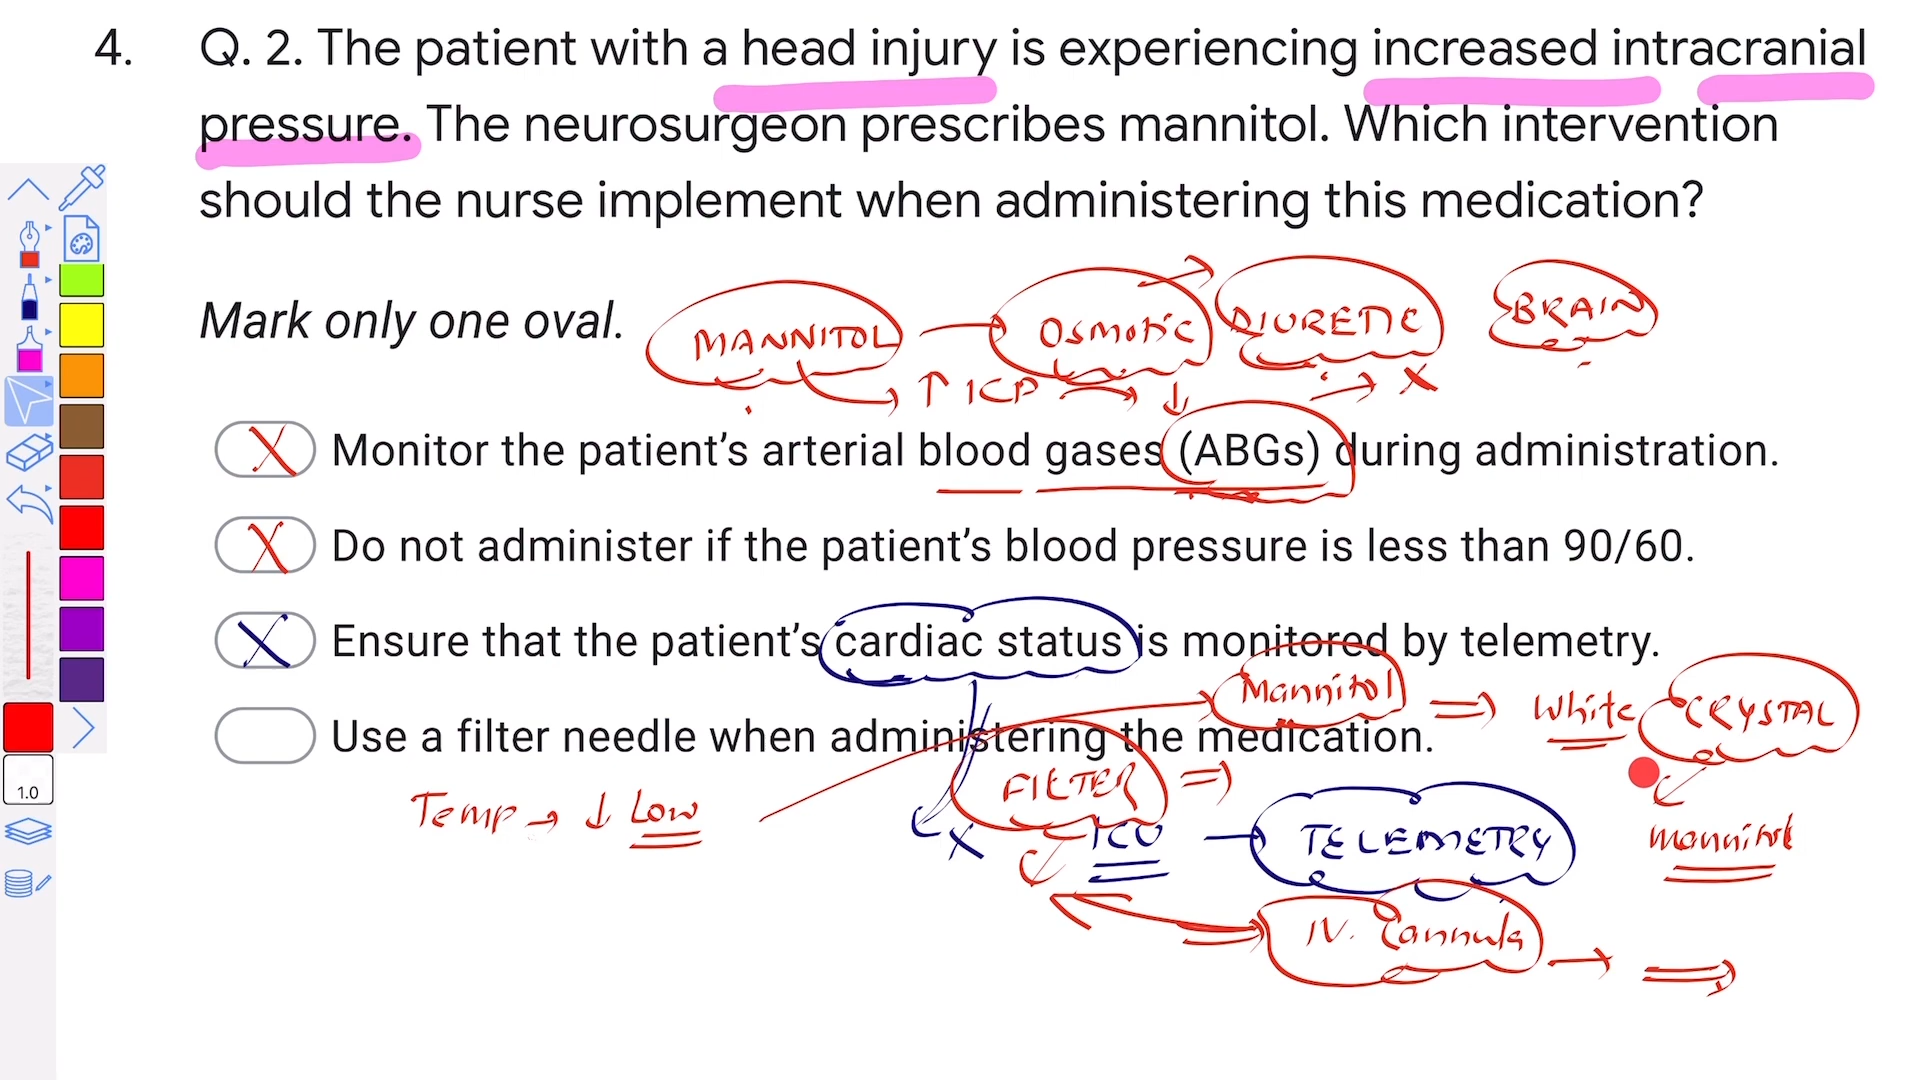 4. Q. 2. The patient with a head injury is experiencing increased intracranial
pressure. The neurosurgeon prescribes mannitol. Which intervention
should the nurse implement when administering this medication?
Mark only one oval.
MANNITOL → Osmotic → DIURETIC BRAIN
→ ↑ ICP → ↓ → X
X Monitor the patient's arterial blood gases (ABGs) during administration.
X Do not administer if the patient's blood pressure is less than 90/60.
X Ensure that the patient's cardiac status is monitored by telemetry.
Mannitol ⇒ White CRYSTAL
Use a filter needle when administering the medication.
FILTER ⇒
Temp → ↓ Low
X ICU → TELEMETRY mannitol
IV. Cannula → ⇒
1.0